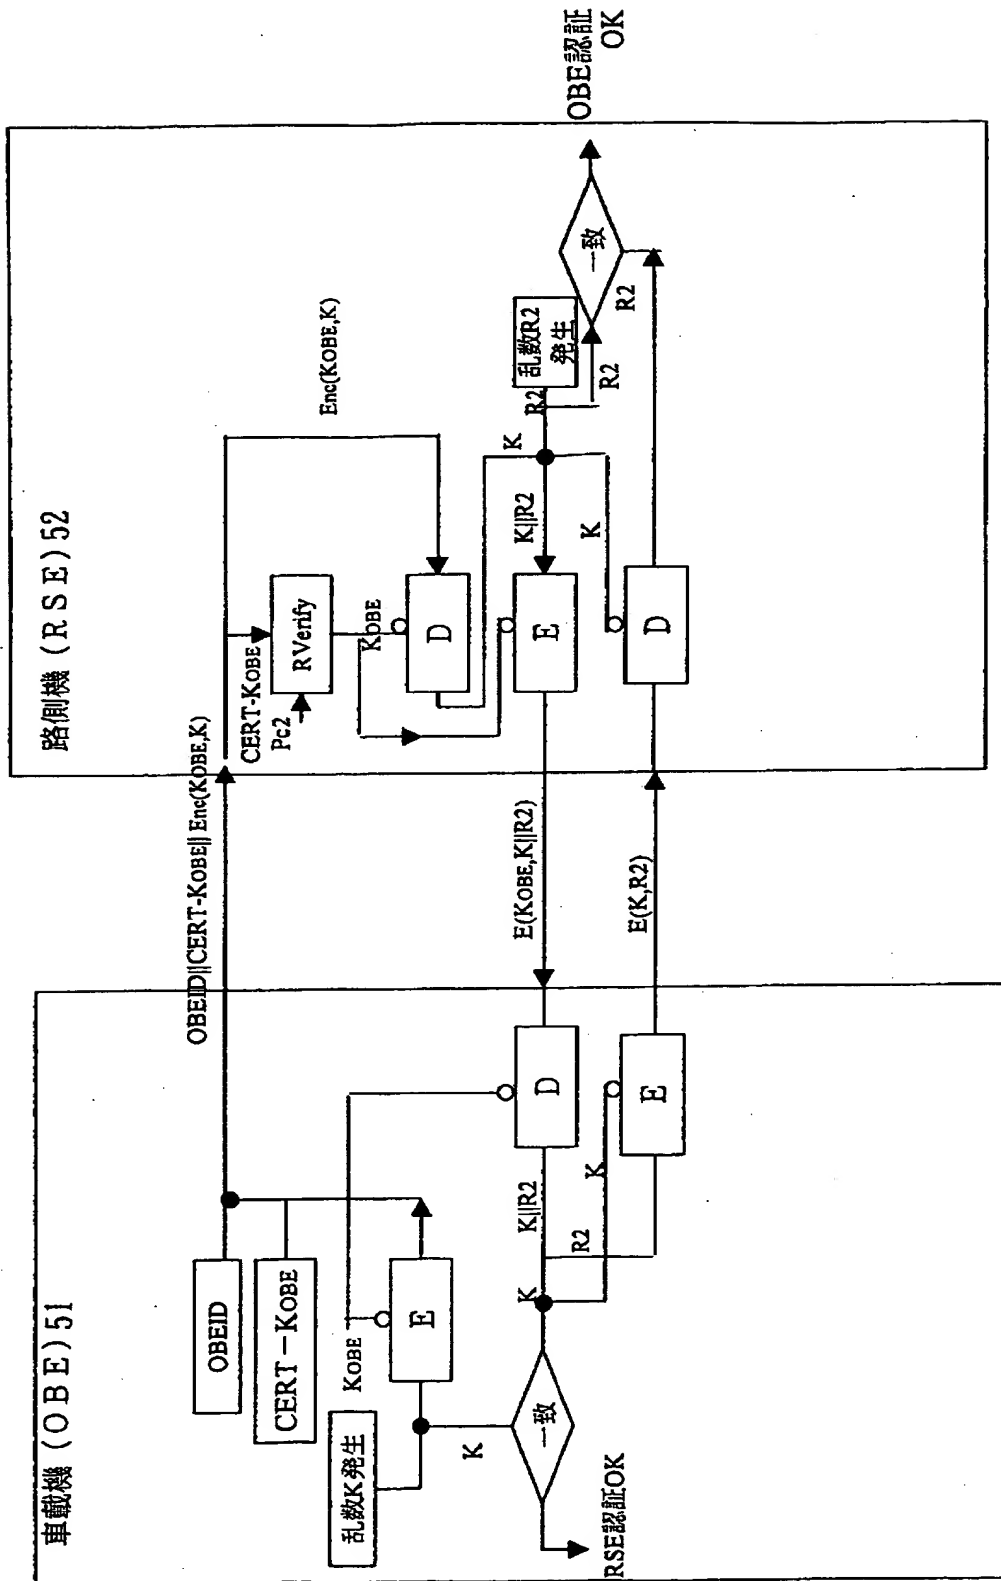 車載機(OBE)51
OBEID
CERT-KOBE
乱数K発生
KOBE
E
K
一致
RSE認証OK
K
K||R2
R2
K
D
E
OBEID||CERT-KOBE||Enc(KOBE,K)
E(KOBE,K||R2)
E(K,R2)
路側機(RSE)52
CERT-KOBE
Pc2
RVerify
KOBE
D
Enc(KOBE,K)
E
K||R2
K
R2
乱数R2
発生
R2
K
D
R2
一致
OBE認証
OK